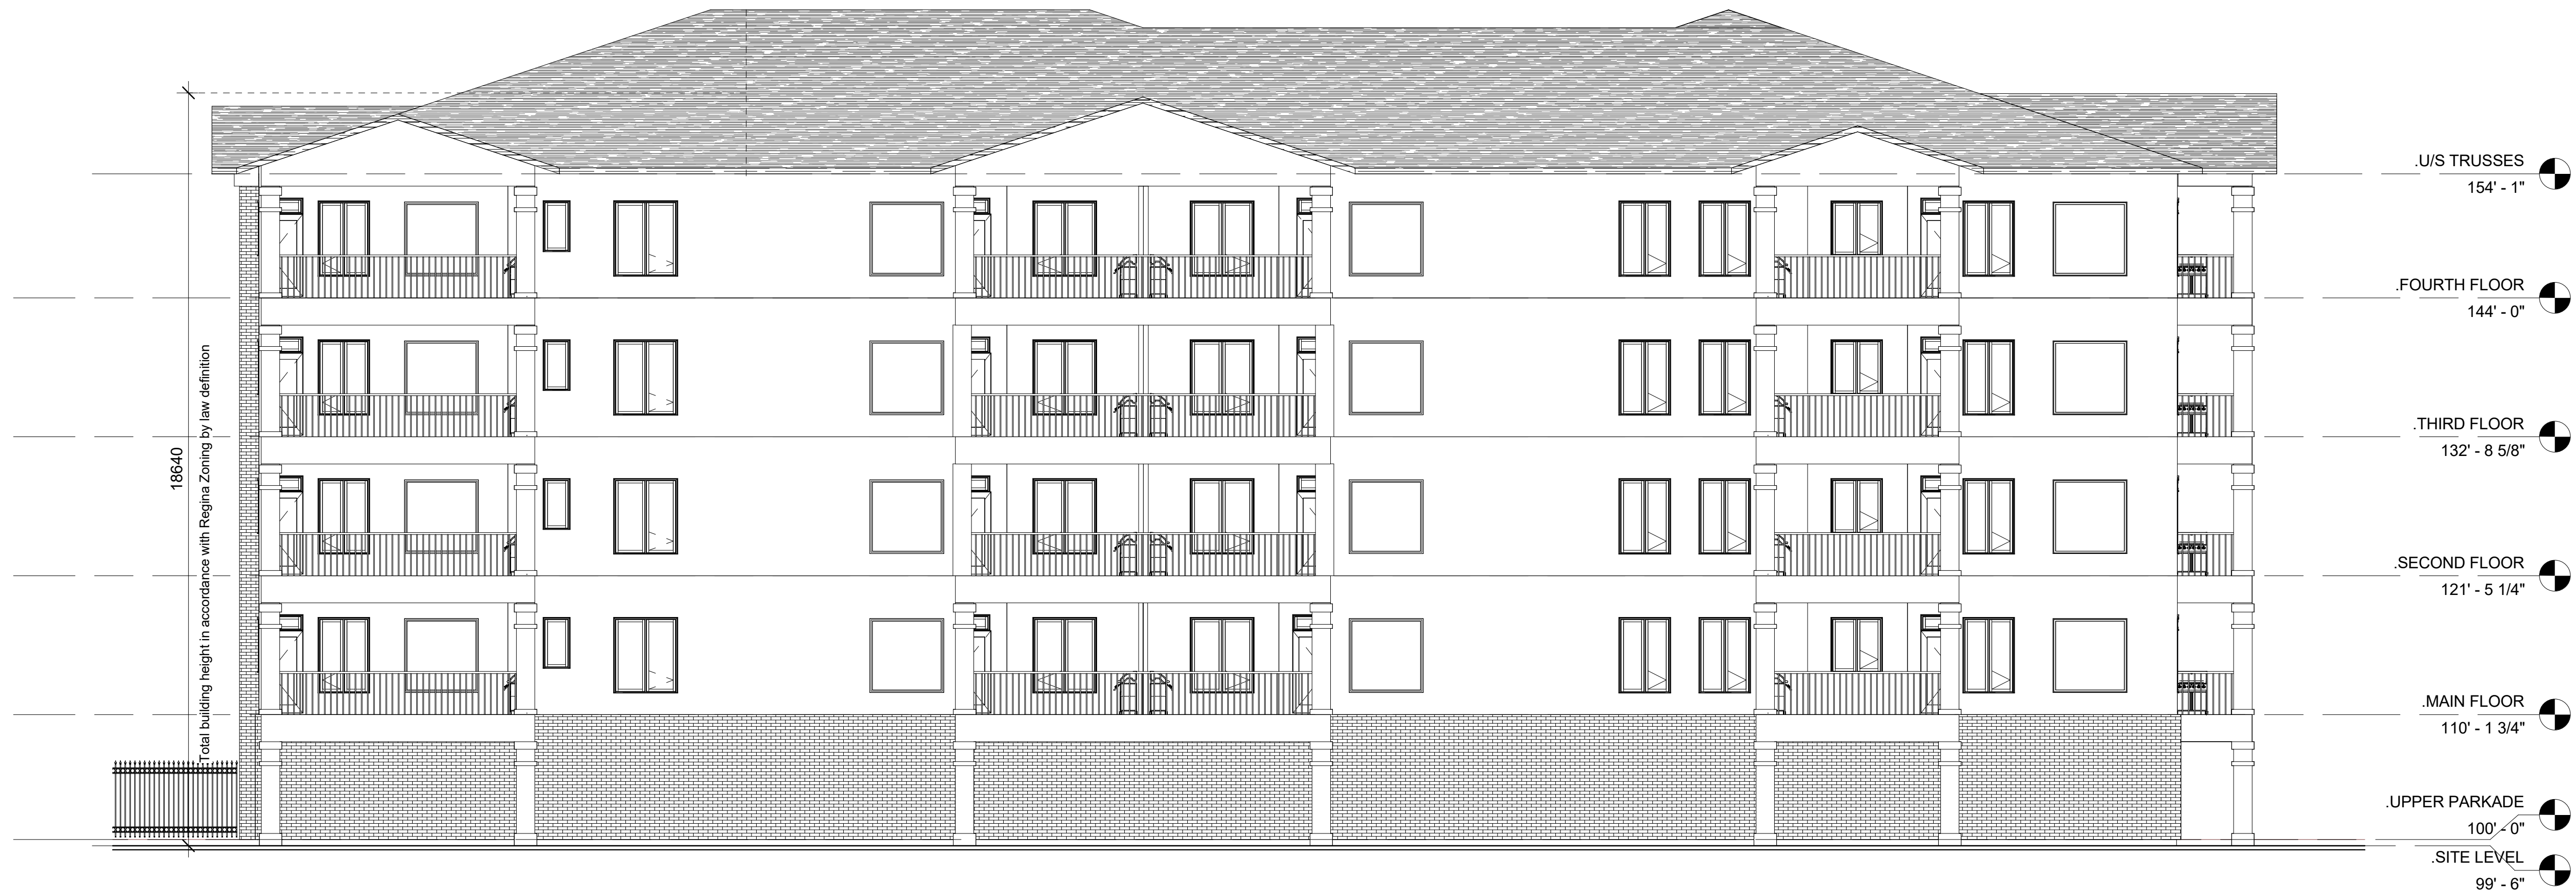 .U/S TRUSSES
154' - 1"
.FOURTH FLOOR
144' - 0"
.THIRD FLOOR
132' - 8 5/8"
.SECOND FLOOR
121' - 5 1/4"
.MAIN FLOOR
110' - 1 3/4"
.UPPER PARKADE
100' - 0"
.SITE LEVEL
99' - 6"
18640
Total building height in accordance with Regina Zoning by law definition